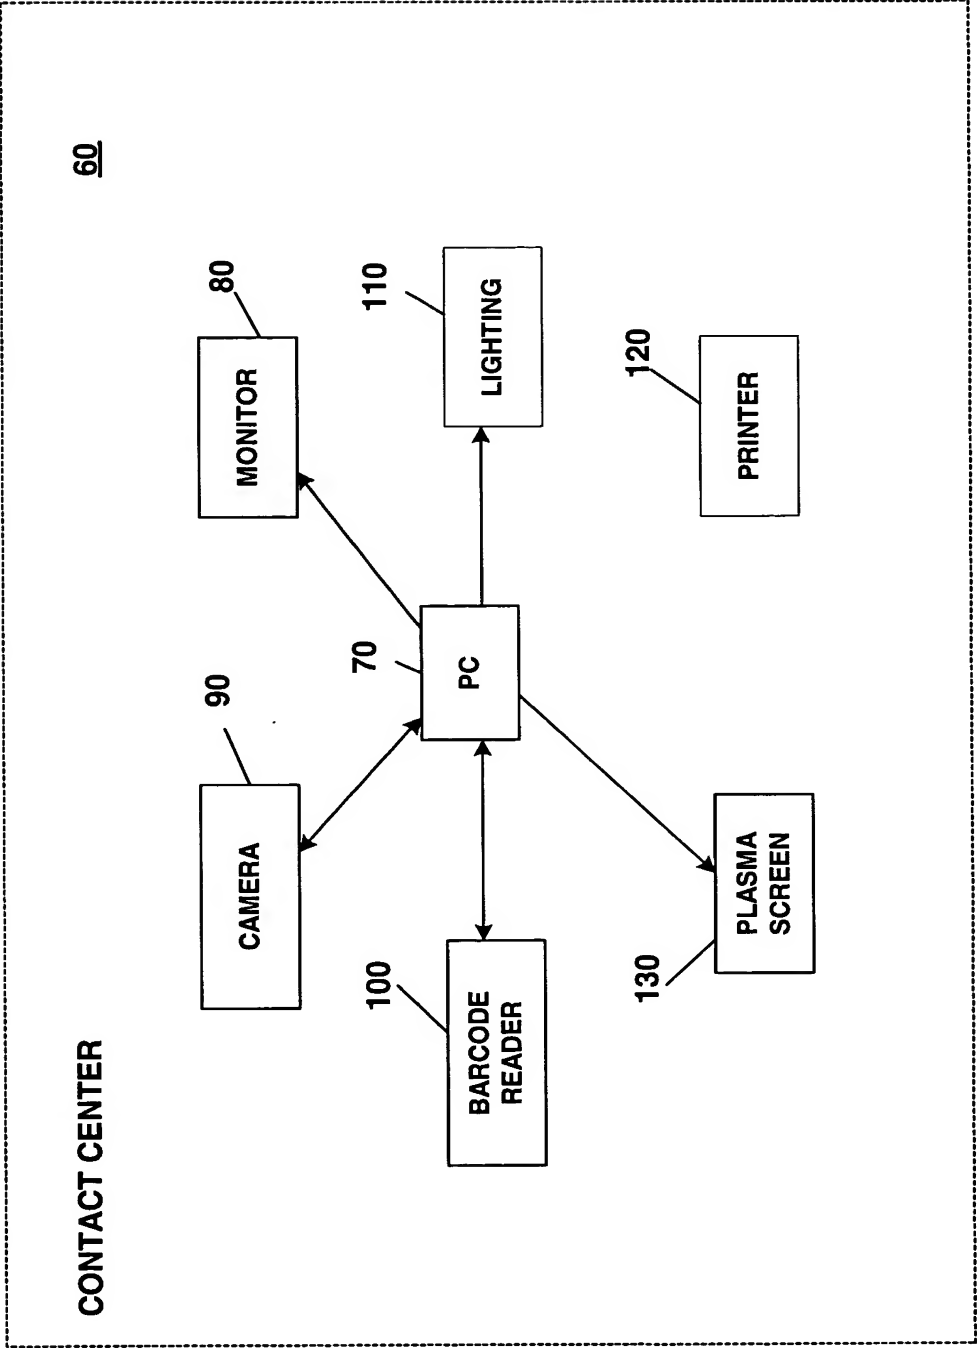 CONTACT CENTER
60
CAMERA
90
MONITOR
80
BARCODE
READER
100
70
PC
110
LIGHTING
130
PLASMA
SCREEN
120
PRINTER